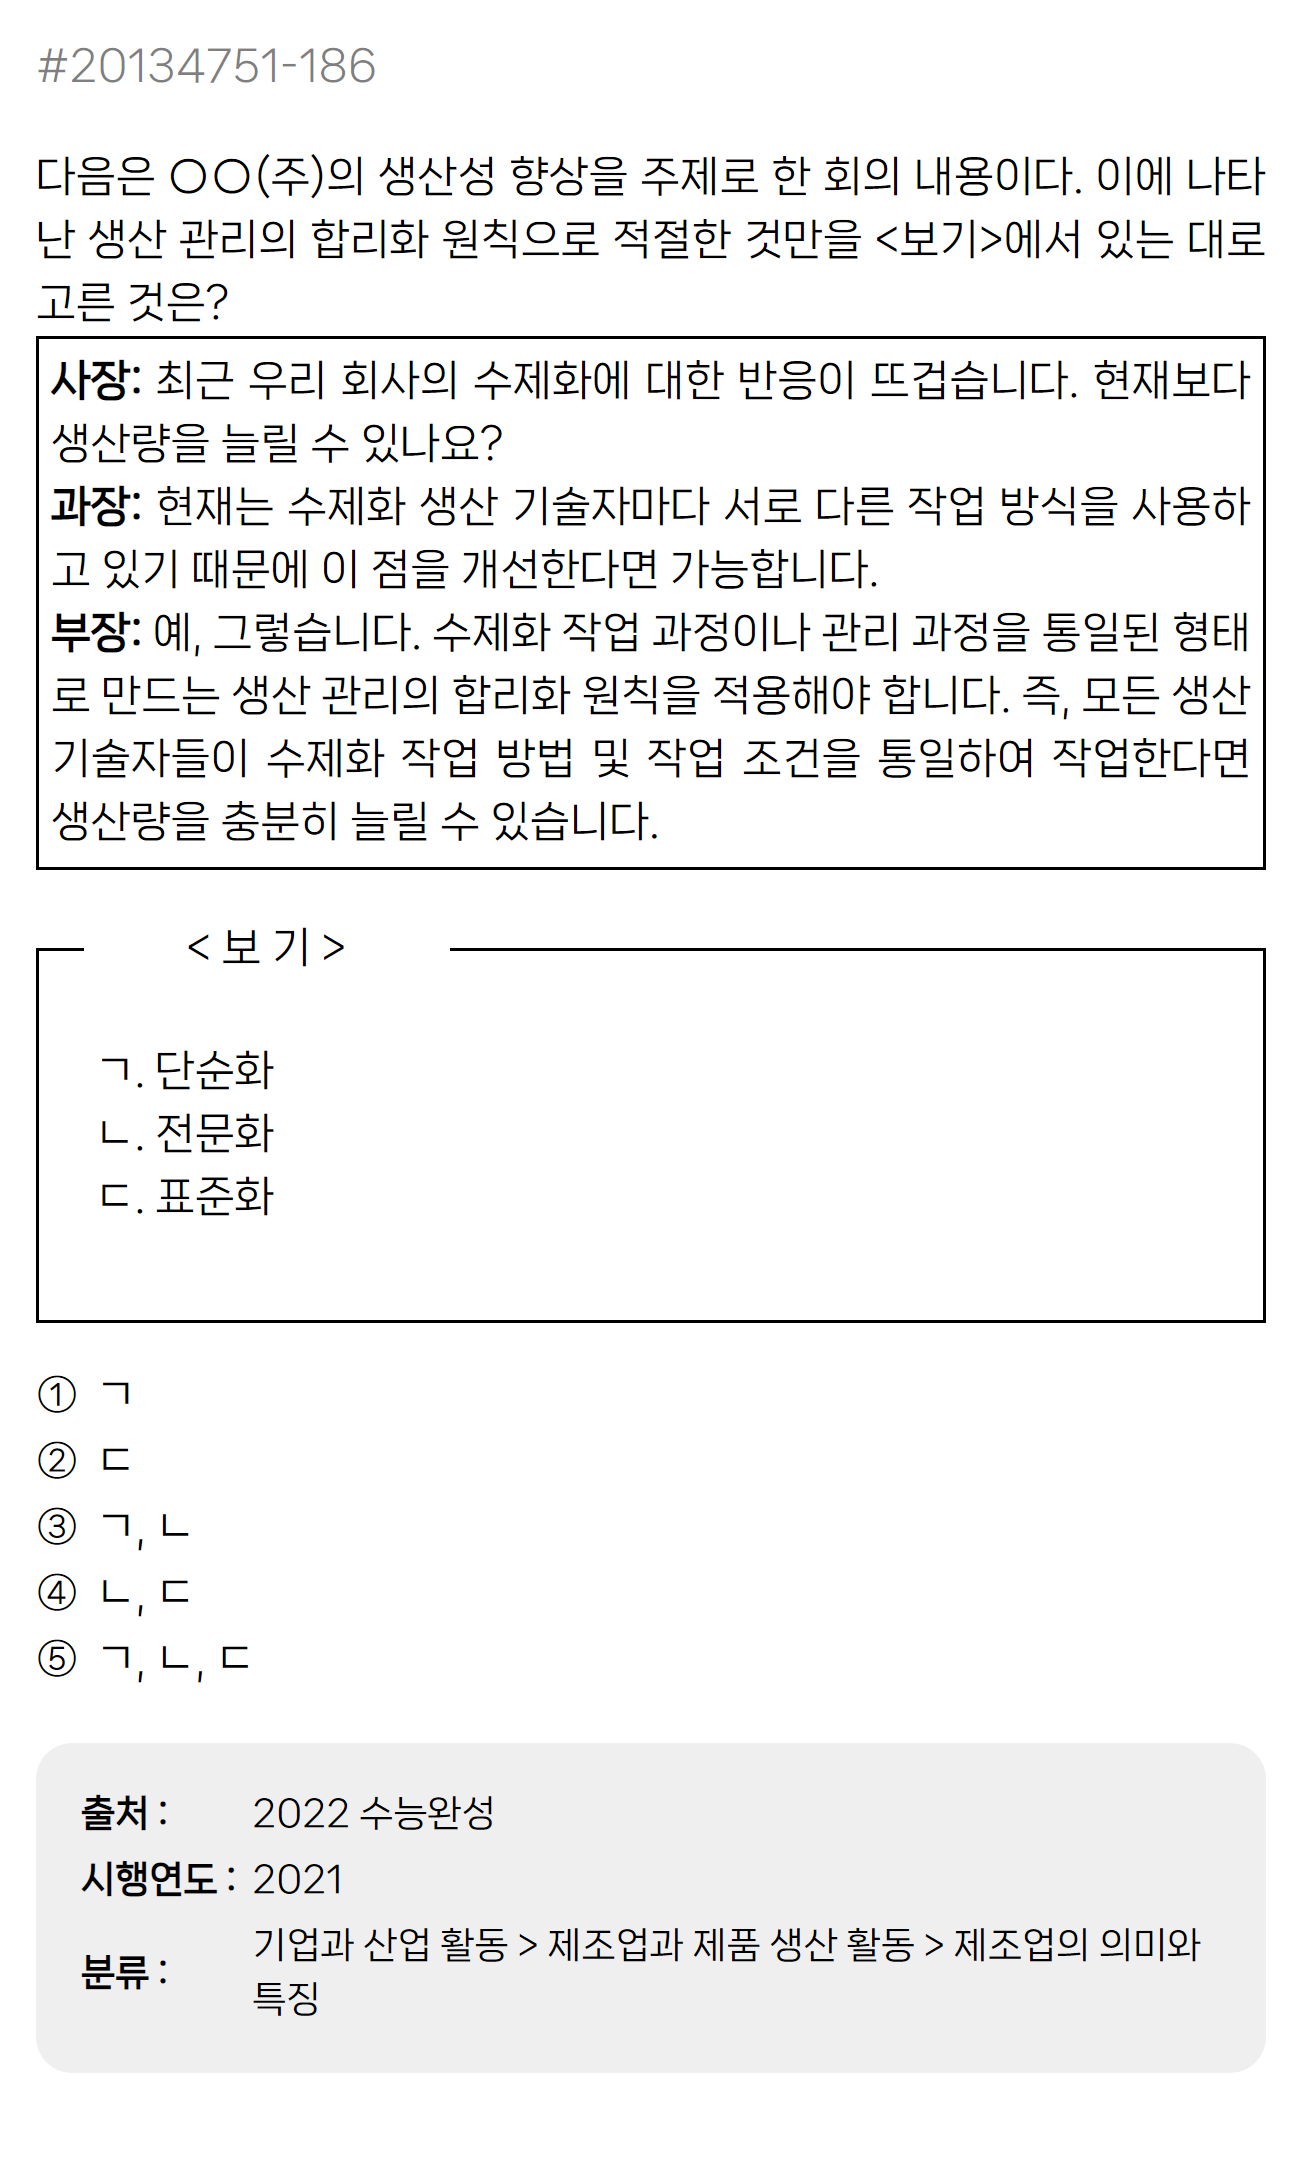 #20134751-186
다음은 ○○(주)의 생산성 향상을 주제로 한 회의 내용이다. 이에 나타
난 생산 관리의 합리화 원칙으로 적절한 것만을 <보기>에서 있는 대로
고른 것은?
사장: 최근 우리 회사의 수제화에 대한 반응이 뜨겁습니다. 현재보다
생산량을 늘릴 수 있나요?
과장: 현재는 수제화 생산 기술자마다 서로 다른 작업 방식을 사용하
고 있기 때문에 이 점을 개선한다면 가능합니다.
부장: 예, 그렇습니다. 수제화 작업 과정이나 관리 과정을 통일된 형태
로 만드는 생산 관리의 합리화 원칙을 적용해야 합니다. 즉, 모든 생산
기술자들이 수제화 작업 방법 및 작업 조건을 통일하여 작업한다면
생산량을 충분히 늘릴 수 있습니다.
< 보 기 >
ㄱ. 단순화
ㄴ. 전문화
ㄷ. 표준화
① ㄱ
② ㄷ
③ ㄱ, ㄴ
④ ㄴ, ㄷ
⑤ ㄱ, ㄴ, ㄷ
출처 : 2022 수능완성
시행연도 : 2021
분류 : 기업과 산업 활동 > 제조업과 제품 생산 활동 > 제조업의 의미와
특징